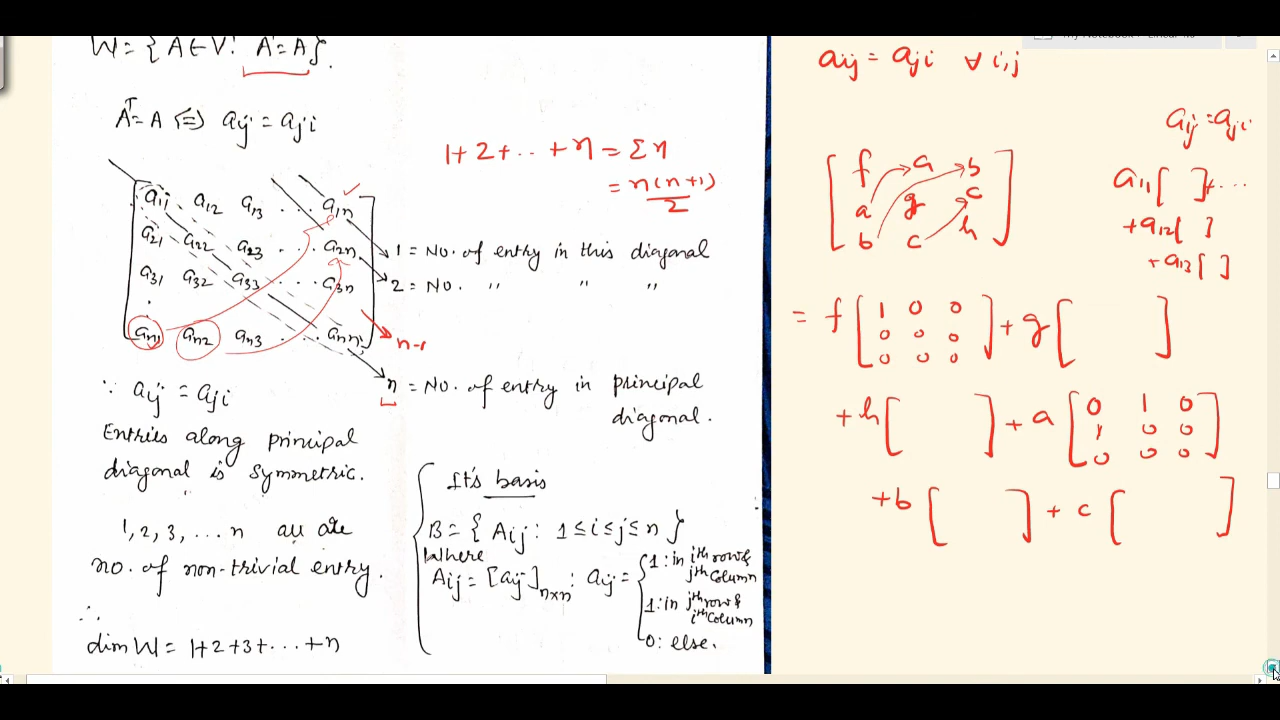 W = { A ∈ V : A' = A }.
A^T = A ⇔ aij = aji
1+2+...+n = Σn
= n(n+1)/2
a11 a12 a13 ... a1n
a21 a22 a23 ... a2n
a31 a32 a33 ... a3n
an1 an2 an3 ... ann
1 = No. of entry in this diagonal
2 = No. " " "
n-1
n = No. of entry in principal
diagonal.
∵ aij = aji
Entries along principal
diagonal is symmetric.
1, 2, 3, ... n are
no. of non-trivial entry.
∴
dim W = 1+2+3+...+n
It's basis
B = { Aij : 1 ≤ i ≤ j ≤ n }
Where
Aij = [aij]n×n : aij = { 1: in ith row &
jth column
1: in jth row &
ith column
0: else.
aij = aji ∀ i,j
aij = aji
[ f a b
a g c
b c h ]
a11[ ]+...
+a12[ ]
+a13[ ]
= f [ 1 0 0
0 0 0
0 0 0 ] + g [ ]
+h [ ] + a [ 0 1 0
1 0 0
0 0 0 ]
+b [ ] + c [ ]